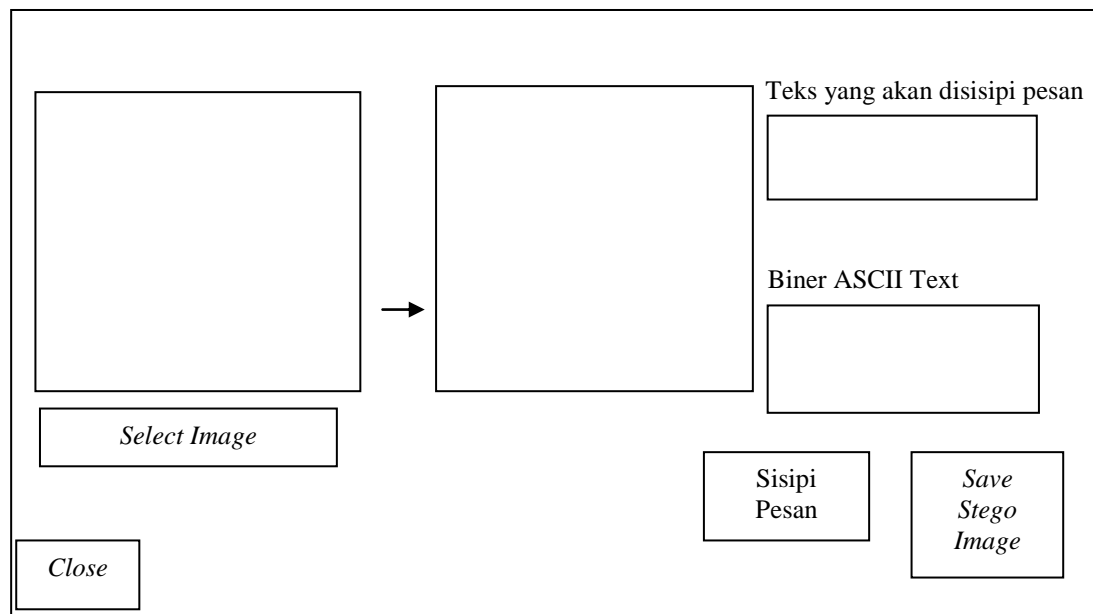 Teks yang akan disisipi pesan
Biner ASCII Text
Select Image
Sisipi
Pesan
Save
Stego
Image
Close